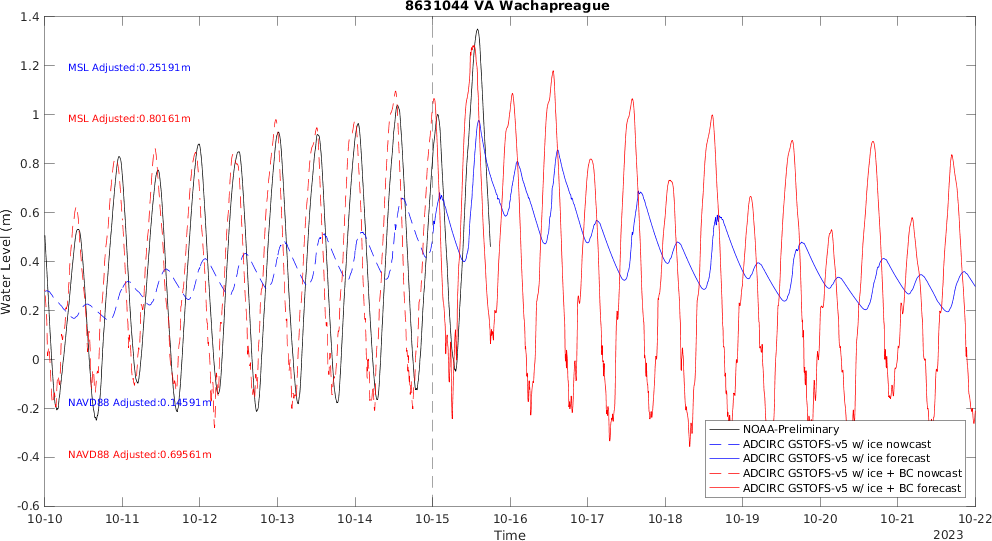 8631044 VA Wachapreague
1.4
1.2
1
0.8
0.6
0.4
0.2
0
-0.2
-0.4
-0.6
Water Level (m)
MSL Adjusted:0.25191m
MSL Adjusted:0.80161m
NAVD88 Adjusted:0.14591m
NAVD88 Adjusted:0.69561m
NOAA-Preliminary
ADCIRC GSTOFS-v5 w/ ice nowcast
ADCIRC GSTOFS-v5 w/ ice forecast
ADCIRC GSTOFS-v5 w/ ice + BC nowcast
ADCIRC GSTOFS-v5 w/ ice + BC forecast
10-10 10-11 10-12 10-13 10-14 10-15 10-16 10-17 10-18 10-19 10-20 10-21 10-22
Time
2023